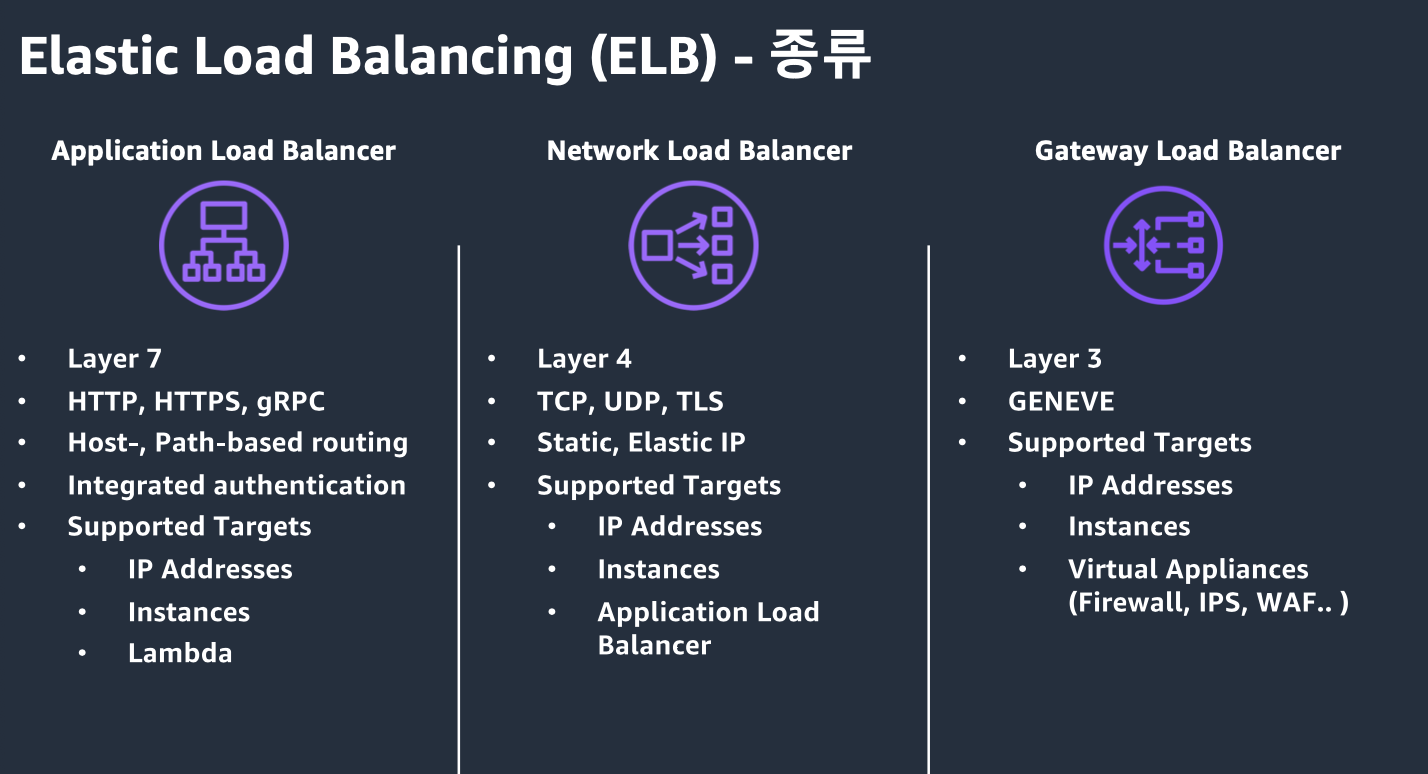 Elastic Load Balancing (ELB) - 종류
Application Load Balancer
• Layer 7
• HTTP, HTTPS, gRPC
• Host-, Path-based routing
• Integrated authentication
• Supported Targets
• IP Addresses
• Instances
• Lambda
Network Load Balancer
• Layer 4
• TCP, UDP, TLS
• Static, Elastic IP
• Supported Targets
• IP Addresses
• Instances
• Application Load
Balancer
Gateway Load Balancer
• Layer 3
• GENEVE
• Supported Targets
• IP Addresses
• Instances
• Virtual Appliances
(Firewall, IPS, WAF.. )